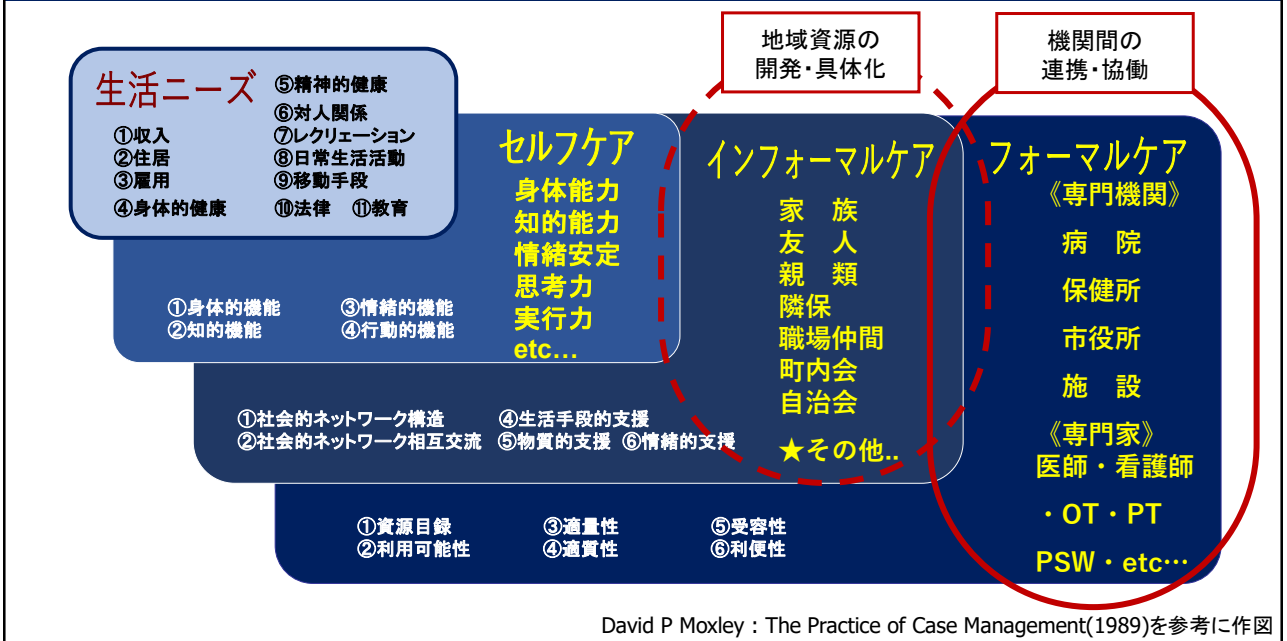 地域資源の
開発・具体化
機関間の
連携・協働
生活ニーズ
①収入
②住居
③雇用
④身体的健康
⑤精神的健康
⑥対人関係
⑦レクリェーション
⑧日常生活活動
⑨移動手段
⑩法律 ⑪教育
セルフケア
身体能力
知的能力
情緒安定
思考力
実行力
etc…
①身体的機能 ③情緒的機能
②知的機能 ④行動的機能
インフォーマルケア
家 族
友 人
親 類
隣保
職場仲間
町内会
自治会
★その他..
①社会的ネットワーク構造 ④生活手段的支援
②社会的ネットワーク相互交流 ⑤物質的支援 ⑥情緒的支援
フォーマルケア
《専門機関》
病 院
保健所
市役所
施 設
《専門家》
医師・看護師
・OT・PT
PSW・etc…
①資源目録 ③適量性 ⑤受容性
②利用可能性 ④適質性 ⑥利便性
David P Moxley : The Practice of Case Management(1989)を参考に作図